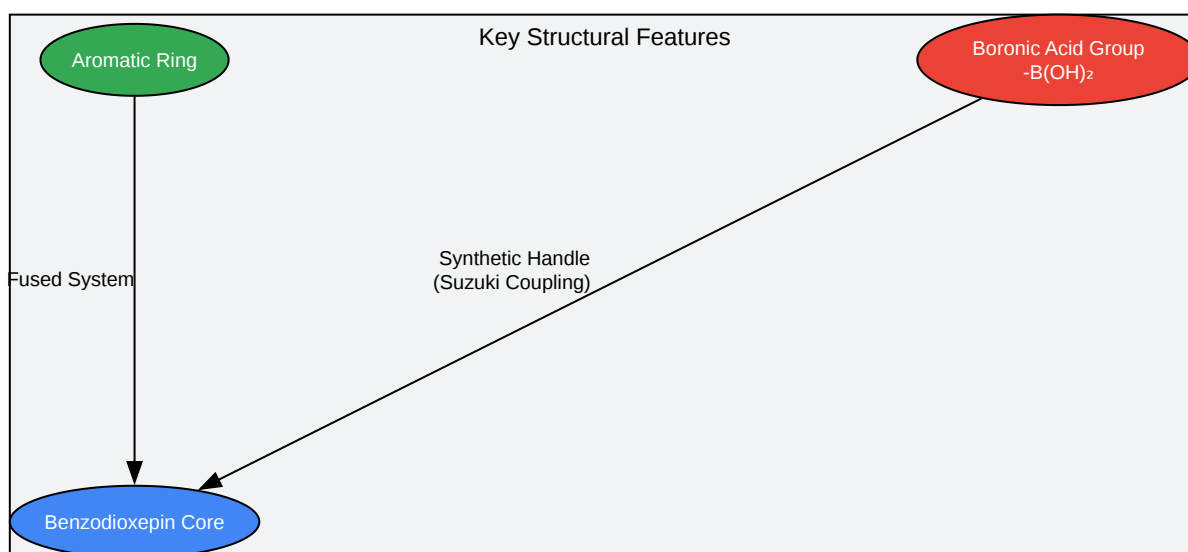 Key Structural Features
Aromatic Ring
Boronic Acid Group
-B(OH)₂
Fused System
Synthetic Handle
(Suzuki Coupling)
Benzodioxepin Core